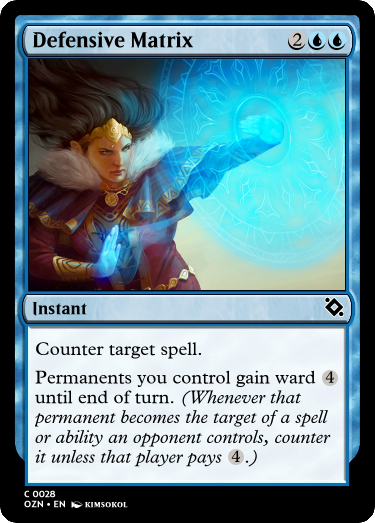 Defensive Matrix 2
Instant
Counter target spell.
Permanents you control gain ward 4
until end of turn. (Whenever that
permanent becomes the target of a spell
or ability an opponent controls, counter
it unless that player pays 4.)
C 0028
OZN • EN KIMSOKOL